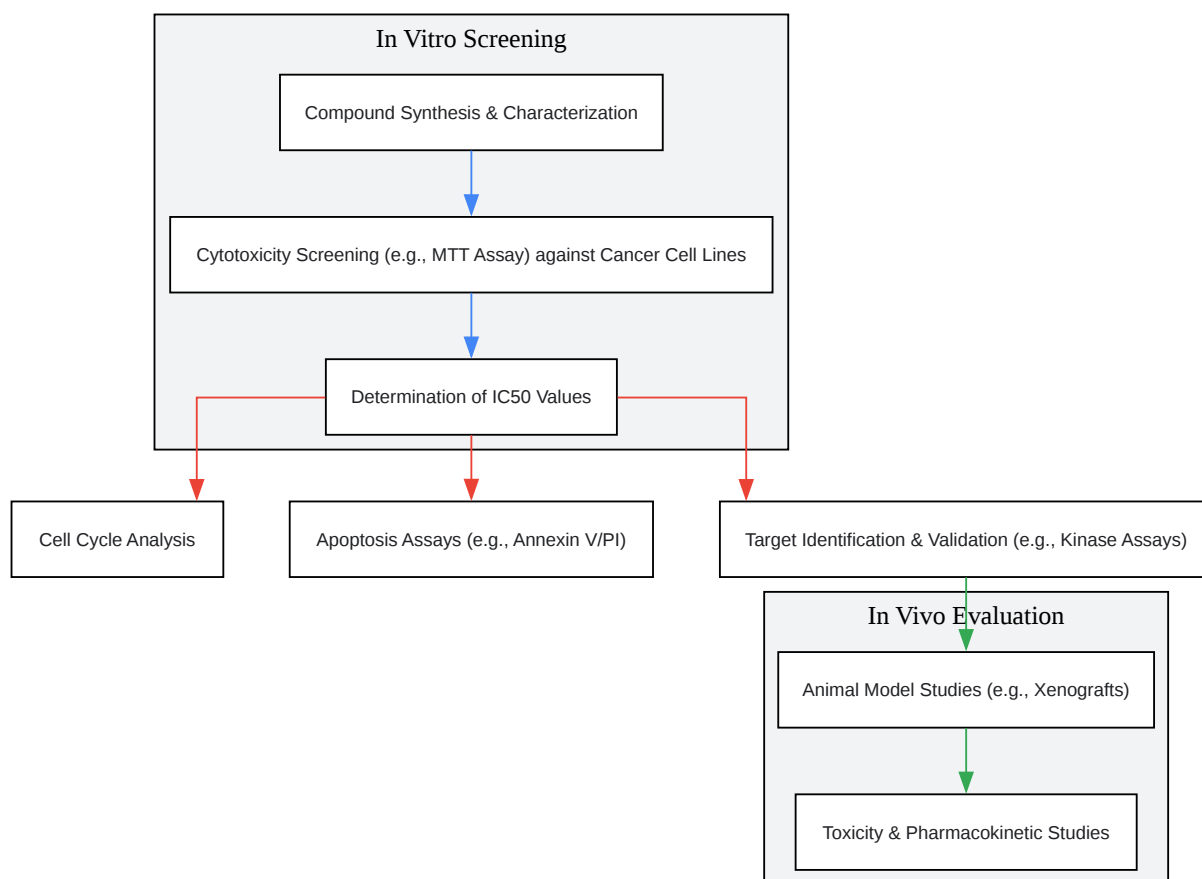 In Vitro Screening
Compound Synthesis & Characterization
Cytotoxicity Screening (e.g., MTT Assay) against Cancer Cell Lines
Determination of IC50 Values
Cell Cycle Analysis
Apoptosis Assays (e.g., Annexin V/PI)
Target Identification & Validation (e.g., Kinase Assays)
In Vivo Evaluation
Animal Model Studies (e.g., Xenografts)
Toxicity & Pharmacokinetic Studies